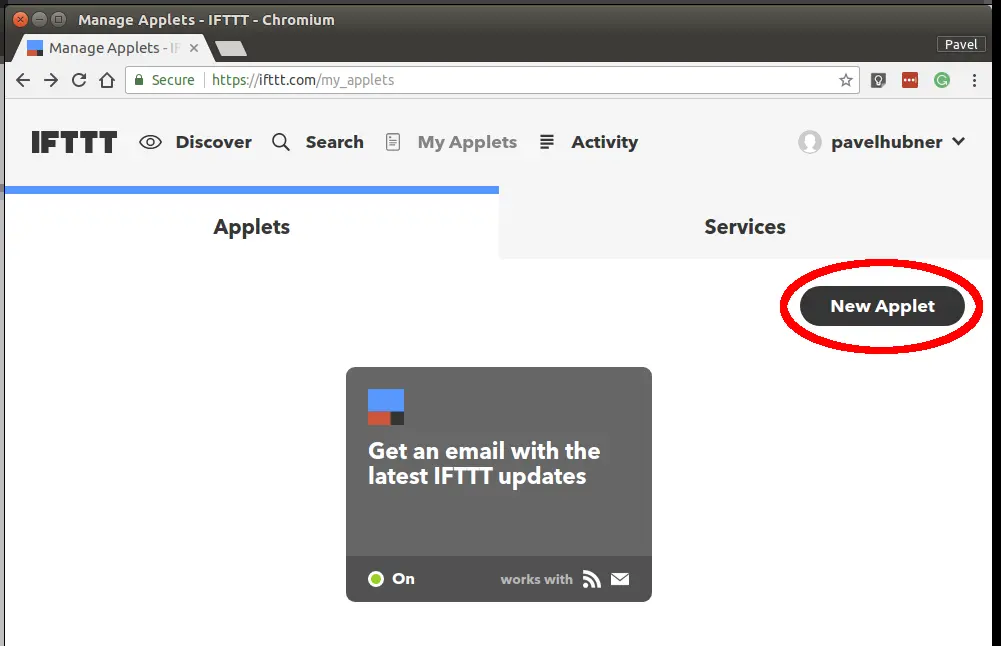 Manage Applets - IFTTT - Chromium
Manage Applets - IF
Pavel
Secure https://ifttt.com/my_applets
IFTTT Discover Search My Applets Activity pavelhubner
Applets Services
New Applet
Get an email with the
latest IFTTT updates
On works with